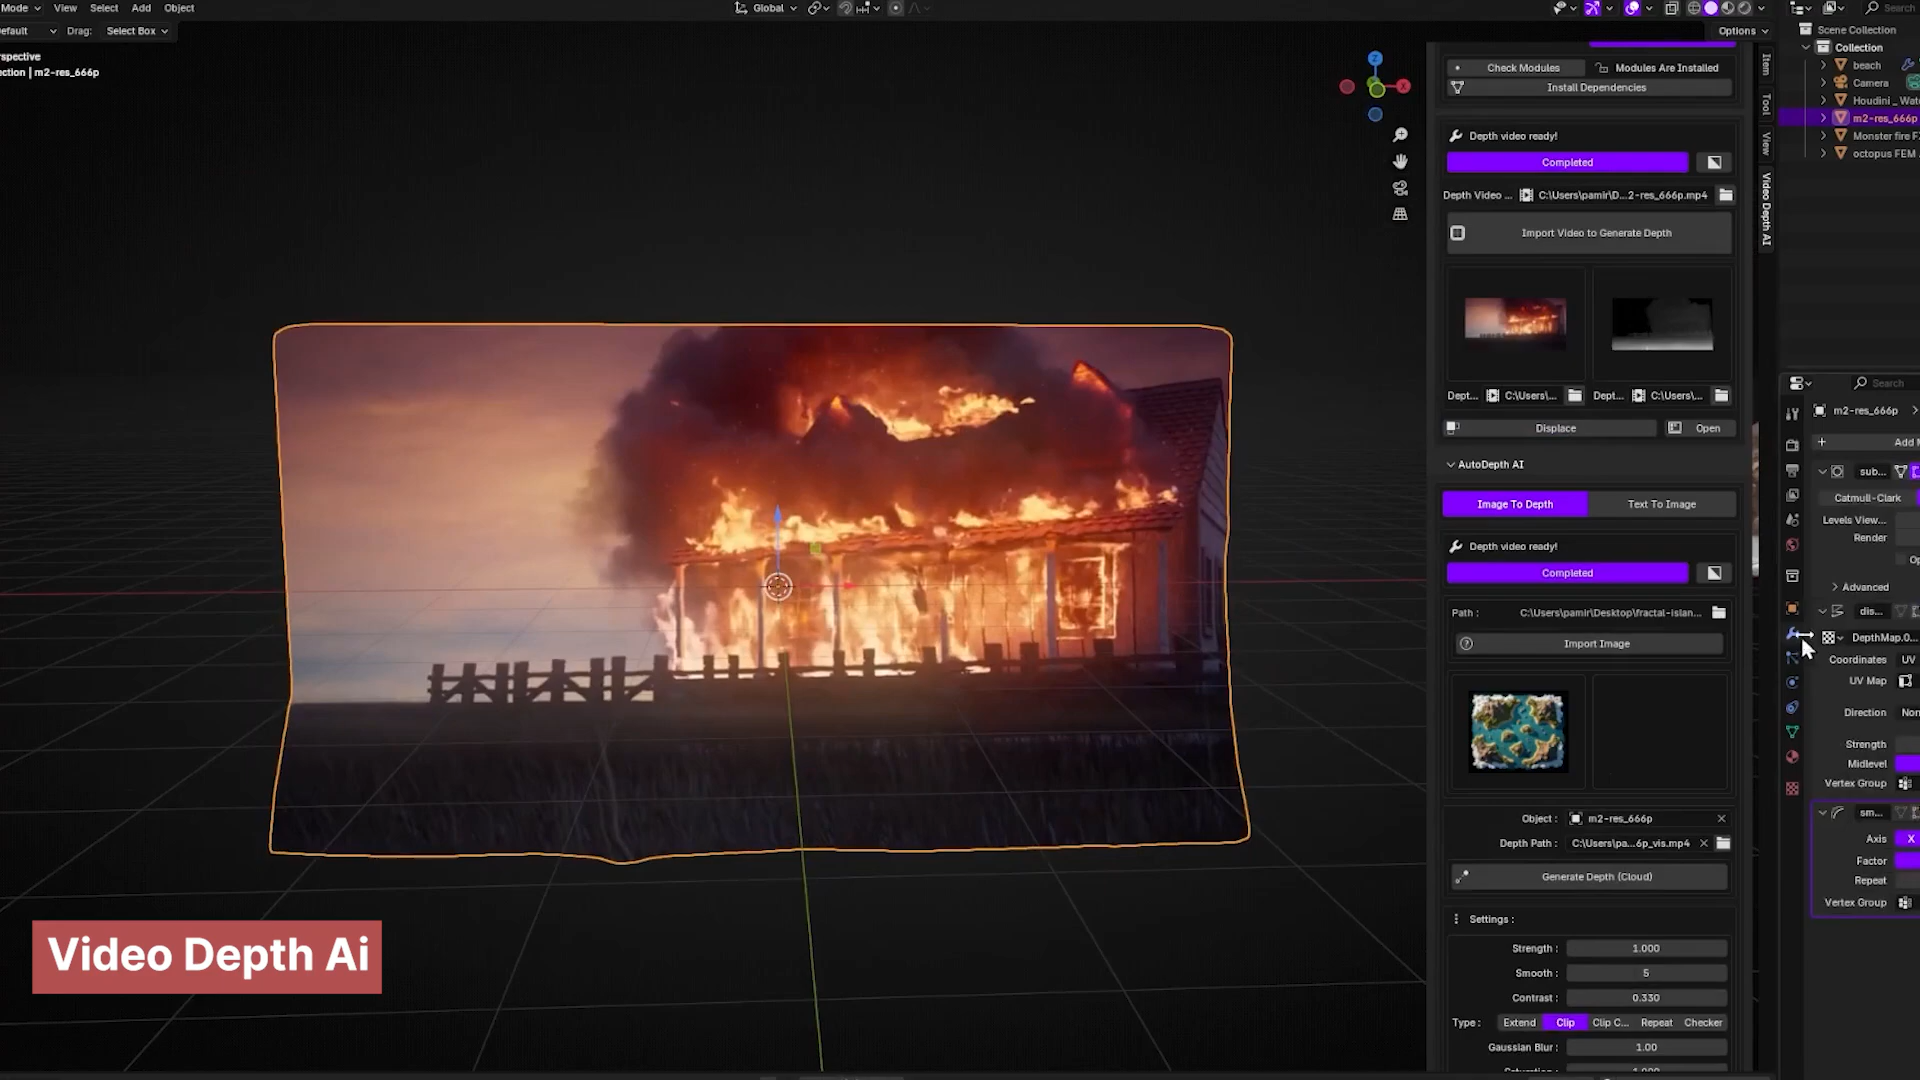 Mode View Select Add Object
Global
Drag: Select Box
Options
m2-res_666p
Check Modules
Modules Are Installed
Install Dependencies
Depth video ready!
Completed
Depth Video ... C:\Users\pamir\D...2-res_666p.mp4
Import Video to Generate Depth
Dept... C:\Users\...
Dept... C:\Users\...
Displace
Open
AutoDepth AI
Image To Depth
Text To Image
Depth video ready!
Completed
Path : C:\Users\pamir\Desktop\fractal-islan...
Import Image
Object : m2-res_666p
Depth Path : C:\Users\pa...6p_vis.mp4
Generate Depth (Cloud)
Settings :
Strength : 1.000
Smooth : 5
Contrast : 0.330
Type : Extend Clip Clip C... Repeat Checker
Gaussian Blur : 1.00
Item
Tool
View
Video Depth AI
Search
Scene Collection
Collection
beach
Camera
m2-res_666p
Monster fire
octopus FEM
Search
m2-res_666p
sub...
Catmull-Clark
Levels View...
Render
Advanced
dis...
DepthMap.0...
Coordinates UV
UV Map
Direction
Strength
Midlevel
Vertex Group
sm...
Axis X
Factor
Repeat
Vertex Group
Video Depth Ai